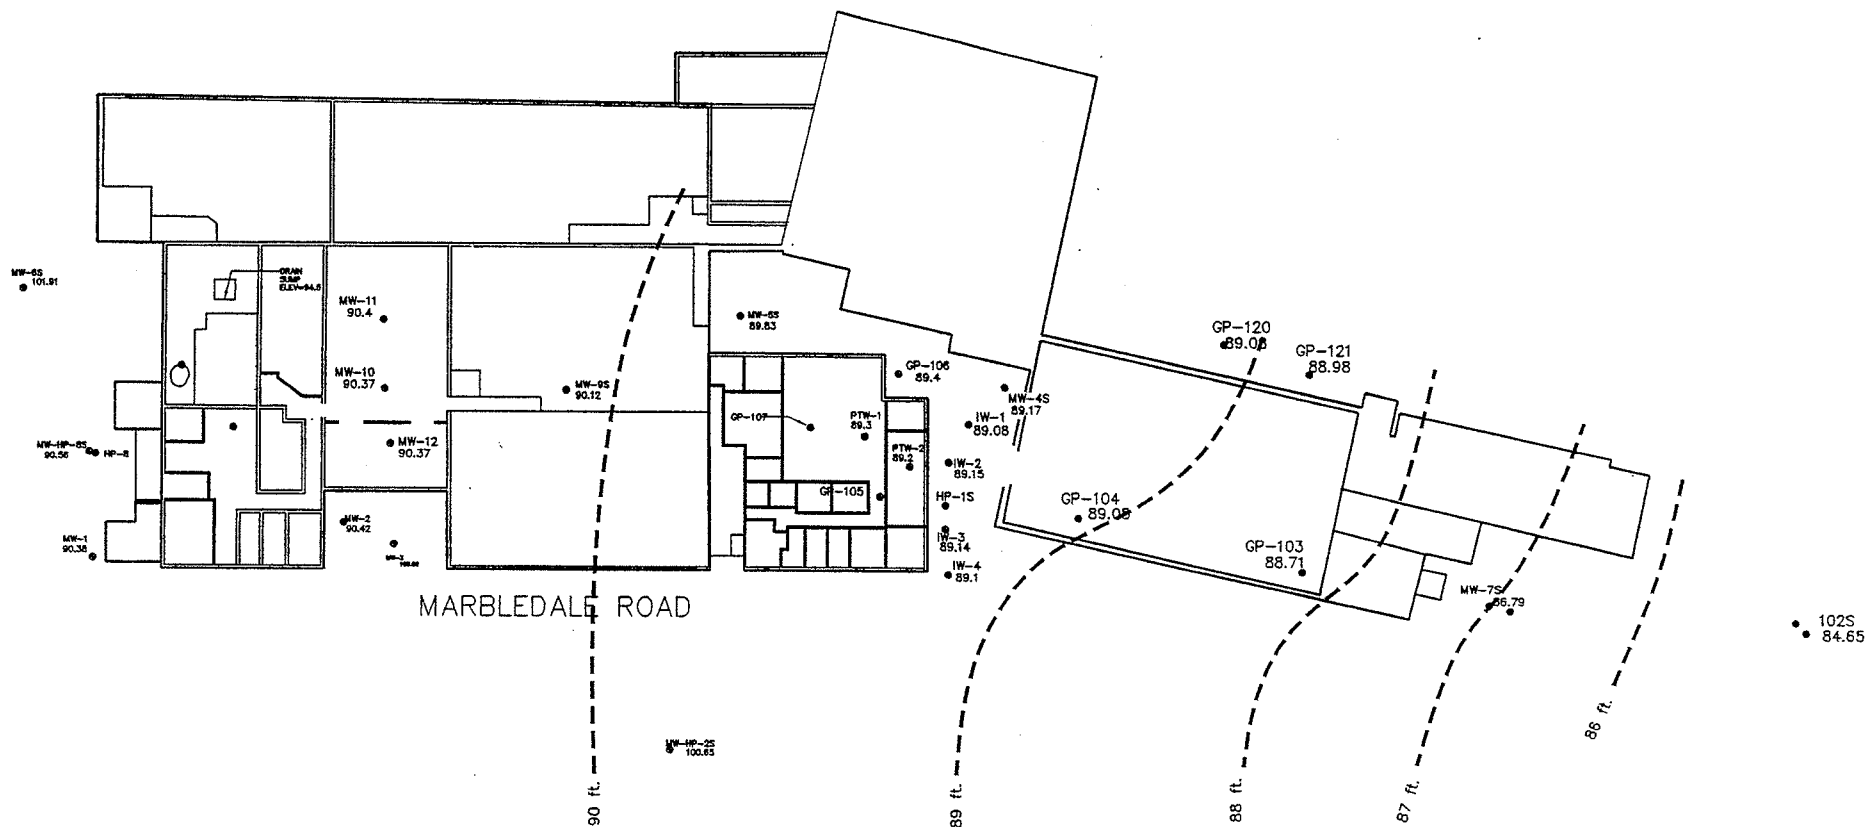 MW-6S
101.91
DRAIN
SUMP
ELEV=94.5
MW-11
90.4
MW-6S
89.83
GP-120
89.08
GP-121
88.98
MW-10
90.37
MW-9S
90.12
GP-106
89.4
MW-4S
89.17
GP-107
PTW-1
89.3
IW-1
89.08
MW-HP-8S
90.56
HP-8
MW-12
90.37
PTW-2
89.2
IW-2
89.15
GP-105
HP-1S
GP-104
89.08
MW-2
90.42
MW-1
90.38
IW-3
89.14
IW-4
89.1
GP-103
88.71
MW-7S
86.79
MARBLEDALE ROAD
102S
84.65
MW-HP-2S
100.65
90 ft.
89 ft.
88 ft.
87 ft.
86 ft.